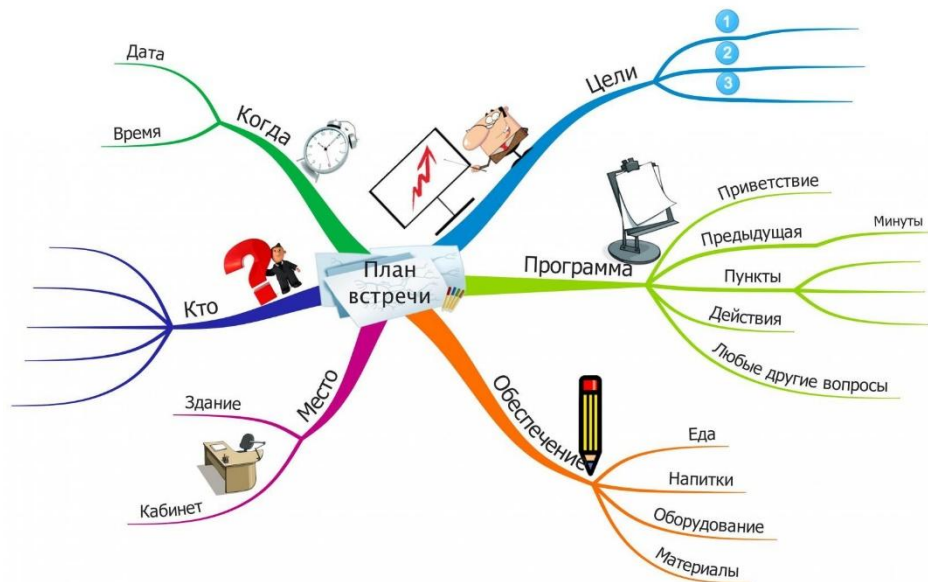 План
встречи
Цели
1
2
3
Программа
Приветствие
Предыдущая
Минуты
Пункты
Действия
Любые другие вопросы
Обеспечение
Еда
Напитки
Оборудование
Материалы
Место
Здание
Кабинет
Кто
Когда
Дата
Время